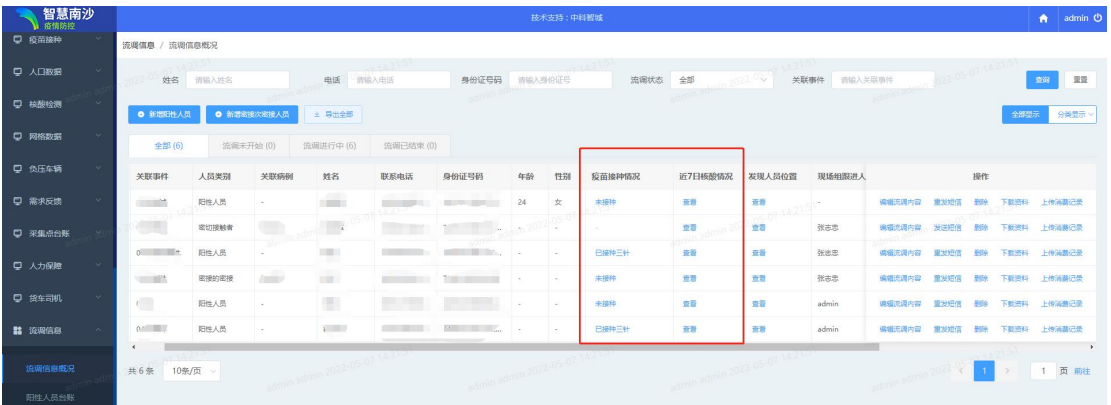 智慧南沙
疫情防控
技术支持：中科智城
admin
疫苗接种
人口数据
核酸检测
网格数据
负压车辆
需求反馈
采集点台账
人力保障
货车司机
流调信息
流调信息概况
阳性人员台账
流调信息 / 流调信息概况
姓名 请输入姓名 电话 请输入电话 身份证号码 请输入身份证号 流调状态 全部 关联事件 请输入关联事件 查询 重置
新增阳性人员 新增密接次密接人员 导出全部 全部显示 分类显示
全部 (6) 流调未开始 (0) 流调进行中 (6) 流调已结束 (0)
关联事件 人员类别 关联病例 姓名 联系电话 身份证号码 年龄 性别 疫苗接种情况 近7日核酸情况 发现人员位置 现场组跟进人 操作
阳性人员 - 24 女 未接种 查看 查看 - 编辑流调内容 重发短信 删除 下载资料 上传消息记录
密切接触者 - - - 查看 查看 张志忠 编辑流调内容 发送短信 删除 下载资料 上传消息记录
阳性人员 - - - 已接种三针 查看 查看 张志忠 编辑流调内容 重发短信 删除 下载资料 上传消息记录
密接的密接 - - 未接种 查看 查看 张志忠 编辑流调内容 重发短信 删除 下载资料 上传消息记录
阳性人员 - - - 未接种 查看 查看 admin 编辑流调内容 重发短信 删除 下载资料 上传消息记录
阳性人员 - - - 已接种三针 查看 查看 admin 编辑流调内容 重发短信 删除 下载资料 上传消息记录
共 6 条 10条/页 1 1 页 前往
admin 2022-05-07 14:21:51